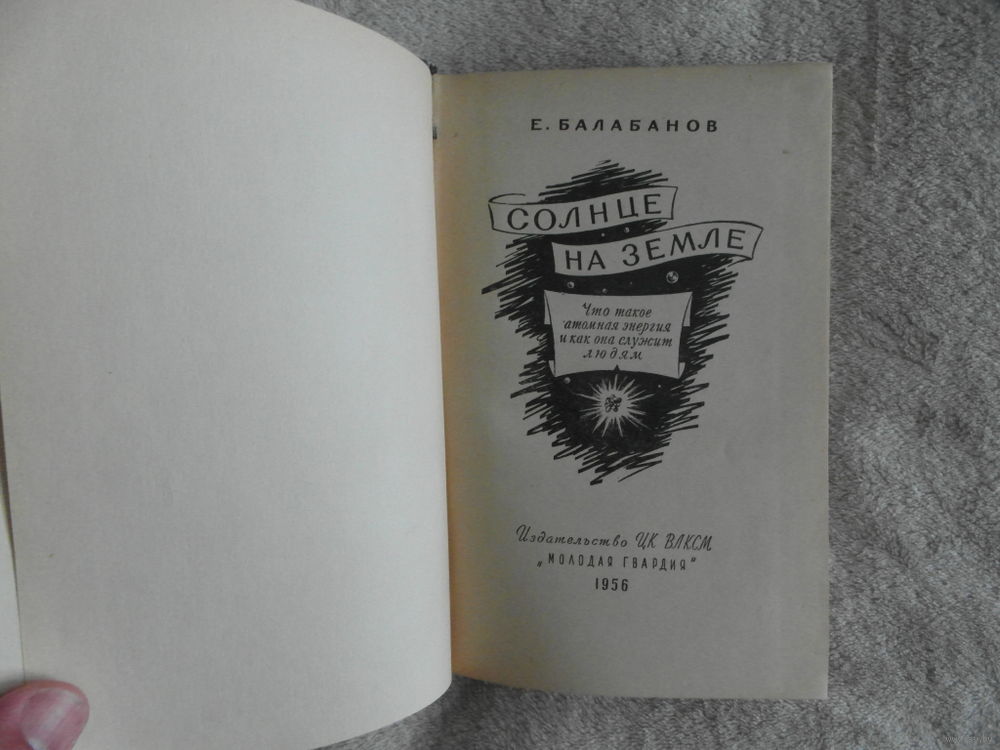 Е. БАЛАБАНОВ
СОЛНЦЕ
НА ЗЕМЛЕ
Что такое
атомная энергия
и как она служит
людям
Издательство ЦК ВЛКСМ
„МОЛОДАЯ ГВАРДИЯ"
1956